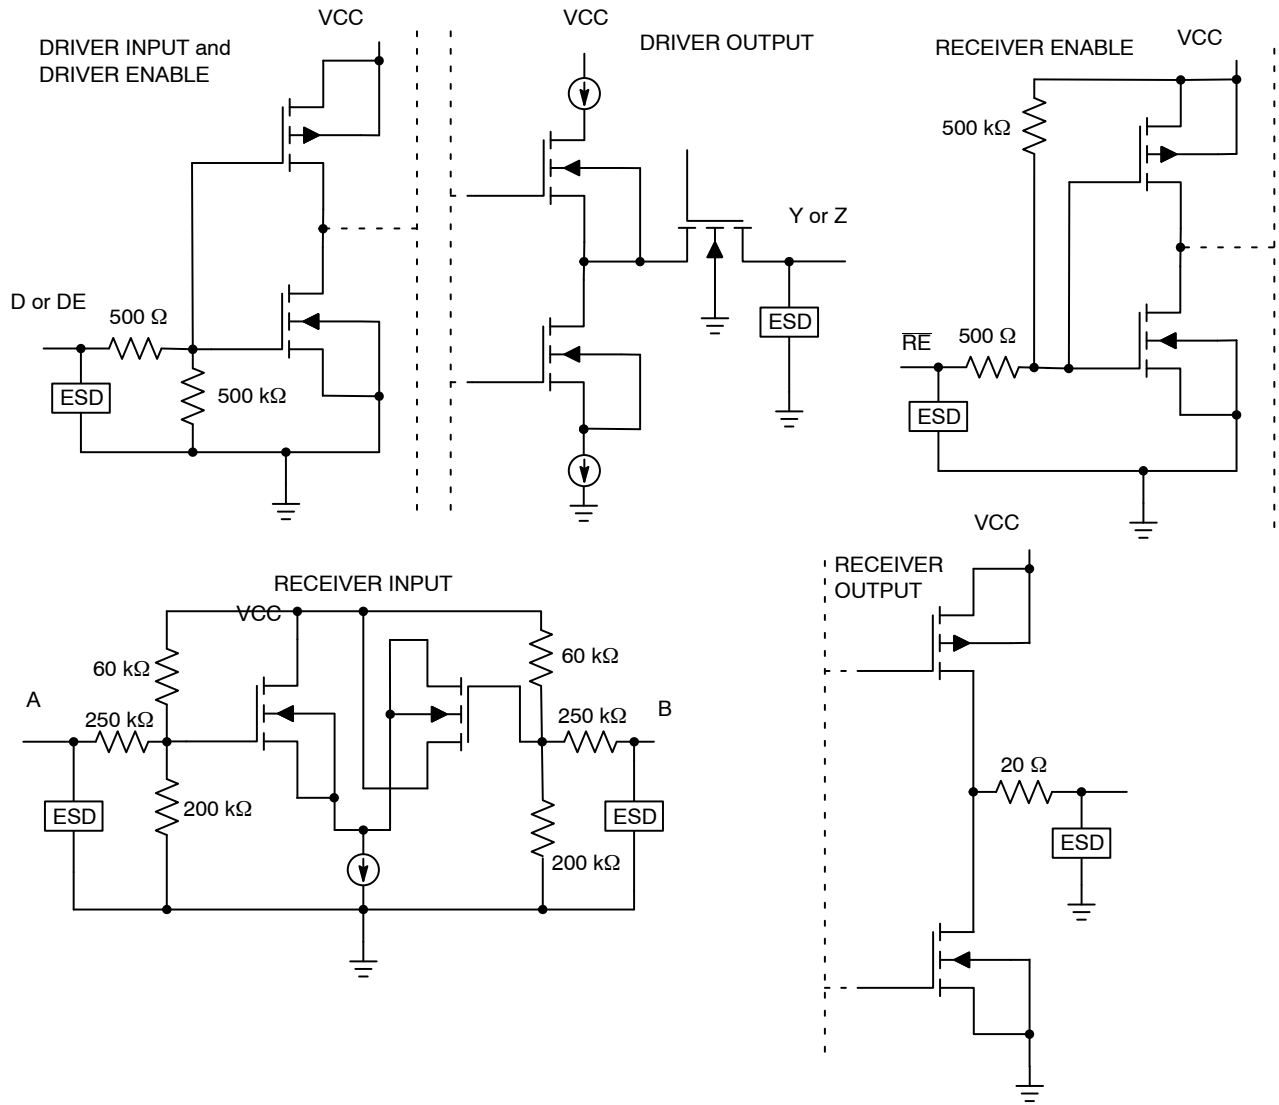 VCC
DRIVER INPUT and
DRIVER ENABLE
D or DE
500 Ω
500 kΩ
ESD
VCC
DRIVER OUTPUT
Y or Z
ESD
RECEIVER ENABLE
VCC
500 kΩ
RE
500 Ω
ESD
RECEIVER INPUT
VCC
60 kΩ
60 kΩ
A
250 kΩ
250 kΩ
B
ESD
200 kΩ
ESD
200 kΩ
VCC
RECEIVER
OUTPUT
20 Ω
ESD